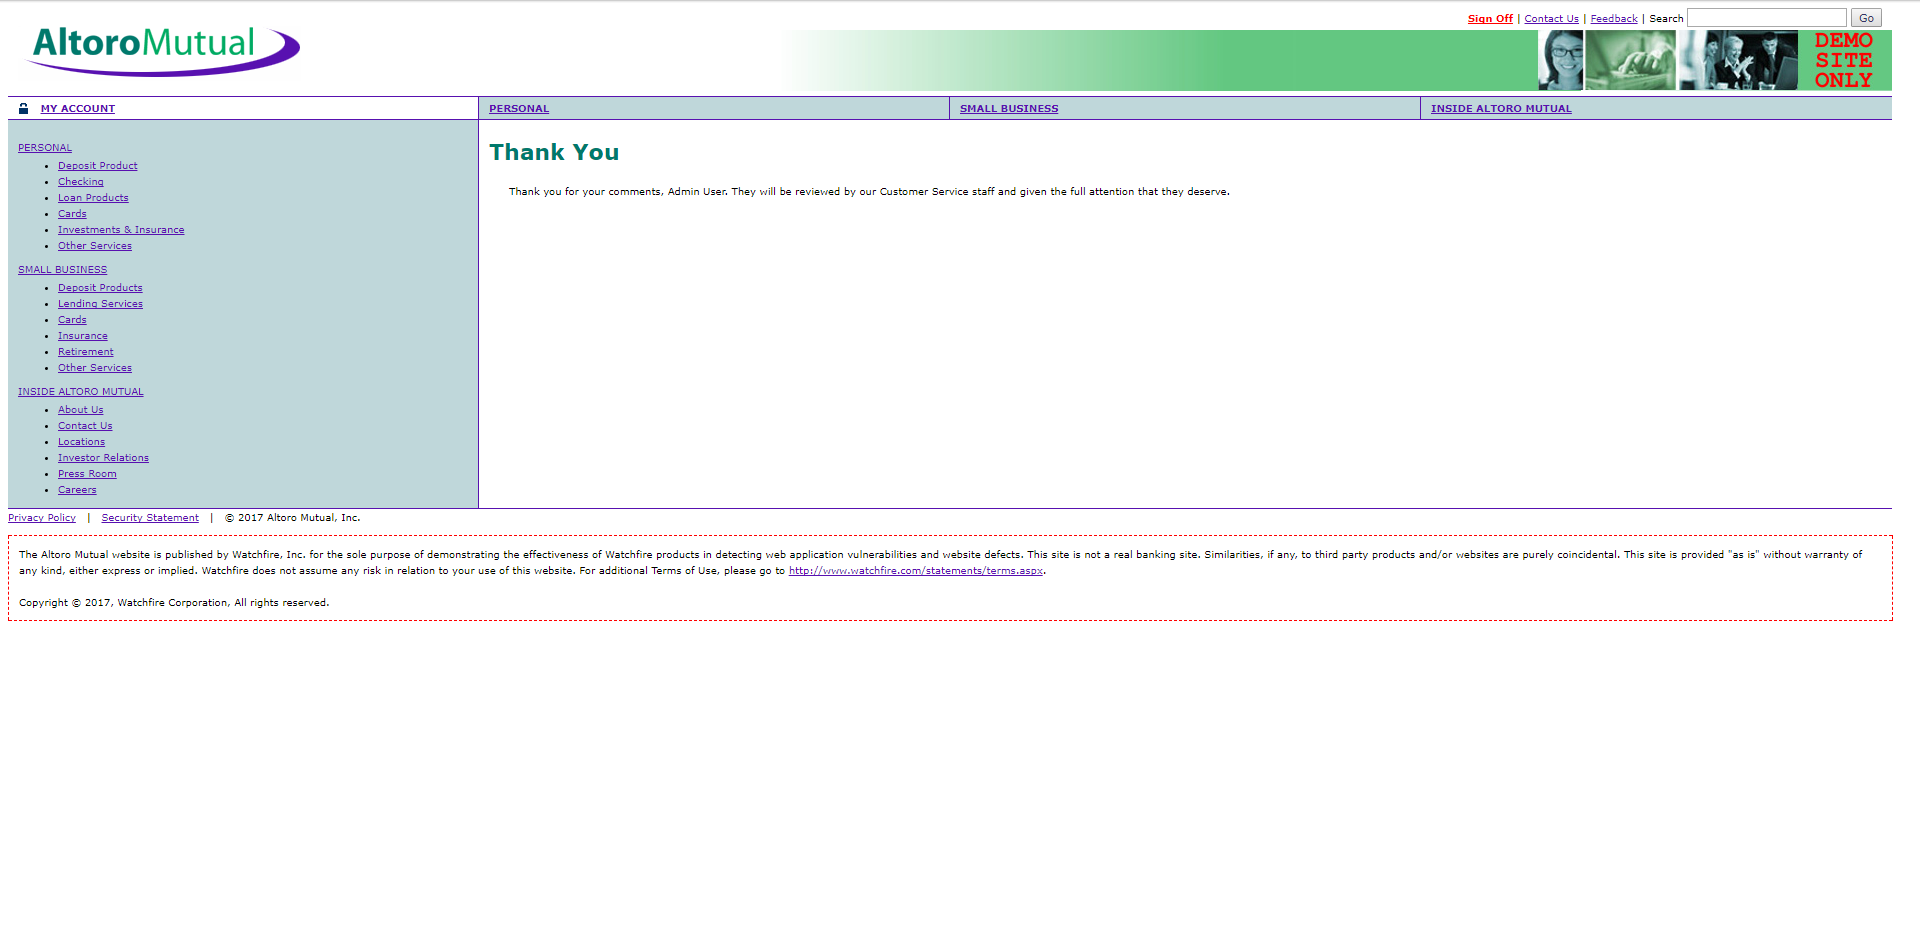 Sign Off | Contact Us | Feedback | Search Go
AltoroMutual
DEMO
SITE
ONLY
MY ACCOUNT
PERSONAL
SMALL BUSINESS
INSIDE ALTORO MUTUAL
PERSONAL
Deposit Product
Checking
Loan Products
Cards
Investments & Insurance
Other Services
SMALL BUSINESS
Deposit Products
Lending Services
Cards
Insurance
Retirement
Other Services
INSIDE ALTORO MUTUAL
About Us
Contact Us
Locations
Investor Relations
Press Room
Careers
Thank You
Thank you for your comments, Admin User. They will be reviewed by our Customer Service staff and given the full attention that they deserve.
Privacy Policy | Security Statement | © 2017 Altoro Mutual, Inc.
The Altoro Mutual website is published by Watchfire, Inc. for the sole purpose of demonstrating the effectiveness of Watchfire products in detecting web application vulnerabilities and website defects. This site is not a real banking site. Similarities, if any, to third party products and/or websites are purely coincidental. This site is provided "as is" without warranty of
any kind, either express or implied. Watchfire does not assume any risk in relation to your use of this website. For additional Terms of Use, please go to http://www.watchfire.com/statements/terms.aspx.
Copyright © 2017, Watchfire Corporation, All rights reserved.